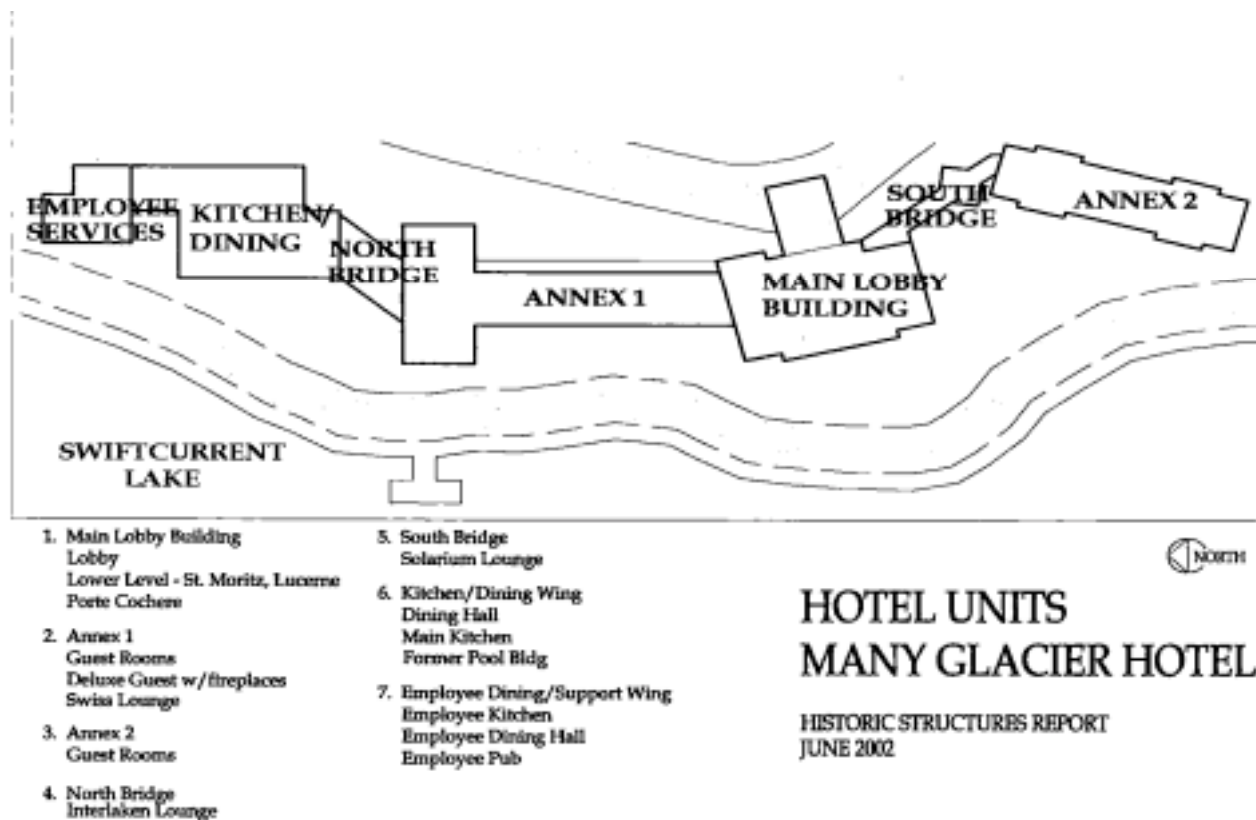 EMPLOYEE
SERVICES
KITCHEN/
DINING
NORTH
BRIDGE
ANNEX 1
MAIN LOBBY
BUILDING
SOUTH
BRIDGE
ANNEX 2
SWIFTCURRENT
LAKE
1. Main Lobby Building
Lobby
Lower Level - St. Moritz, Lucerne
Porte Cochere
2. Annex 1
Guest Rooms
Deluxe Guest w/fireplaces
Swiss Lounge
3. Annex 2
Guest Rooms
4. North Bridge
Interlaken Lounge
5. South Bridge
Solarium Lounge
6. Kitchen/Dining Wing
Dining Hall
Main Kitchen
Former Pool Bldg
7. Employee Dining/Support Wing
Employee Kitchen
Employee Dining Hall
Employee Pub
NORTH
HOTEL UNITS
MANY GLACIER HOTEL
HISTORIC STRUCTURES REPORT
JUNE 2002